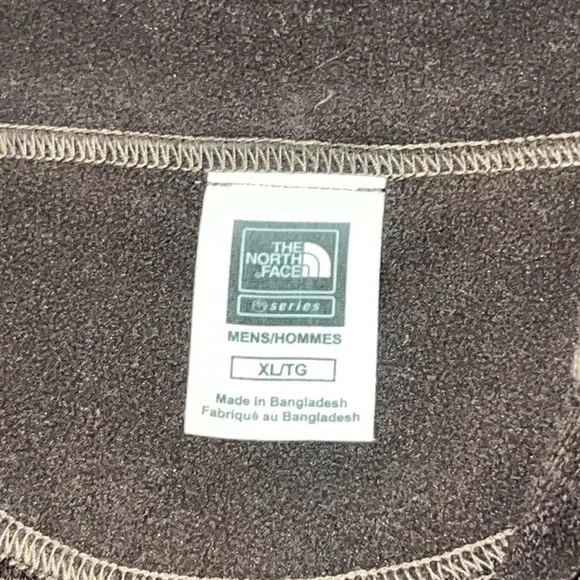 THE
NORTH
FACE
series
MENS/HOMMES
XL/TG
Made in Bangladesh
Fabriqué au Bangladesh